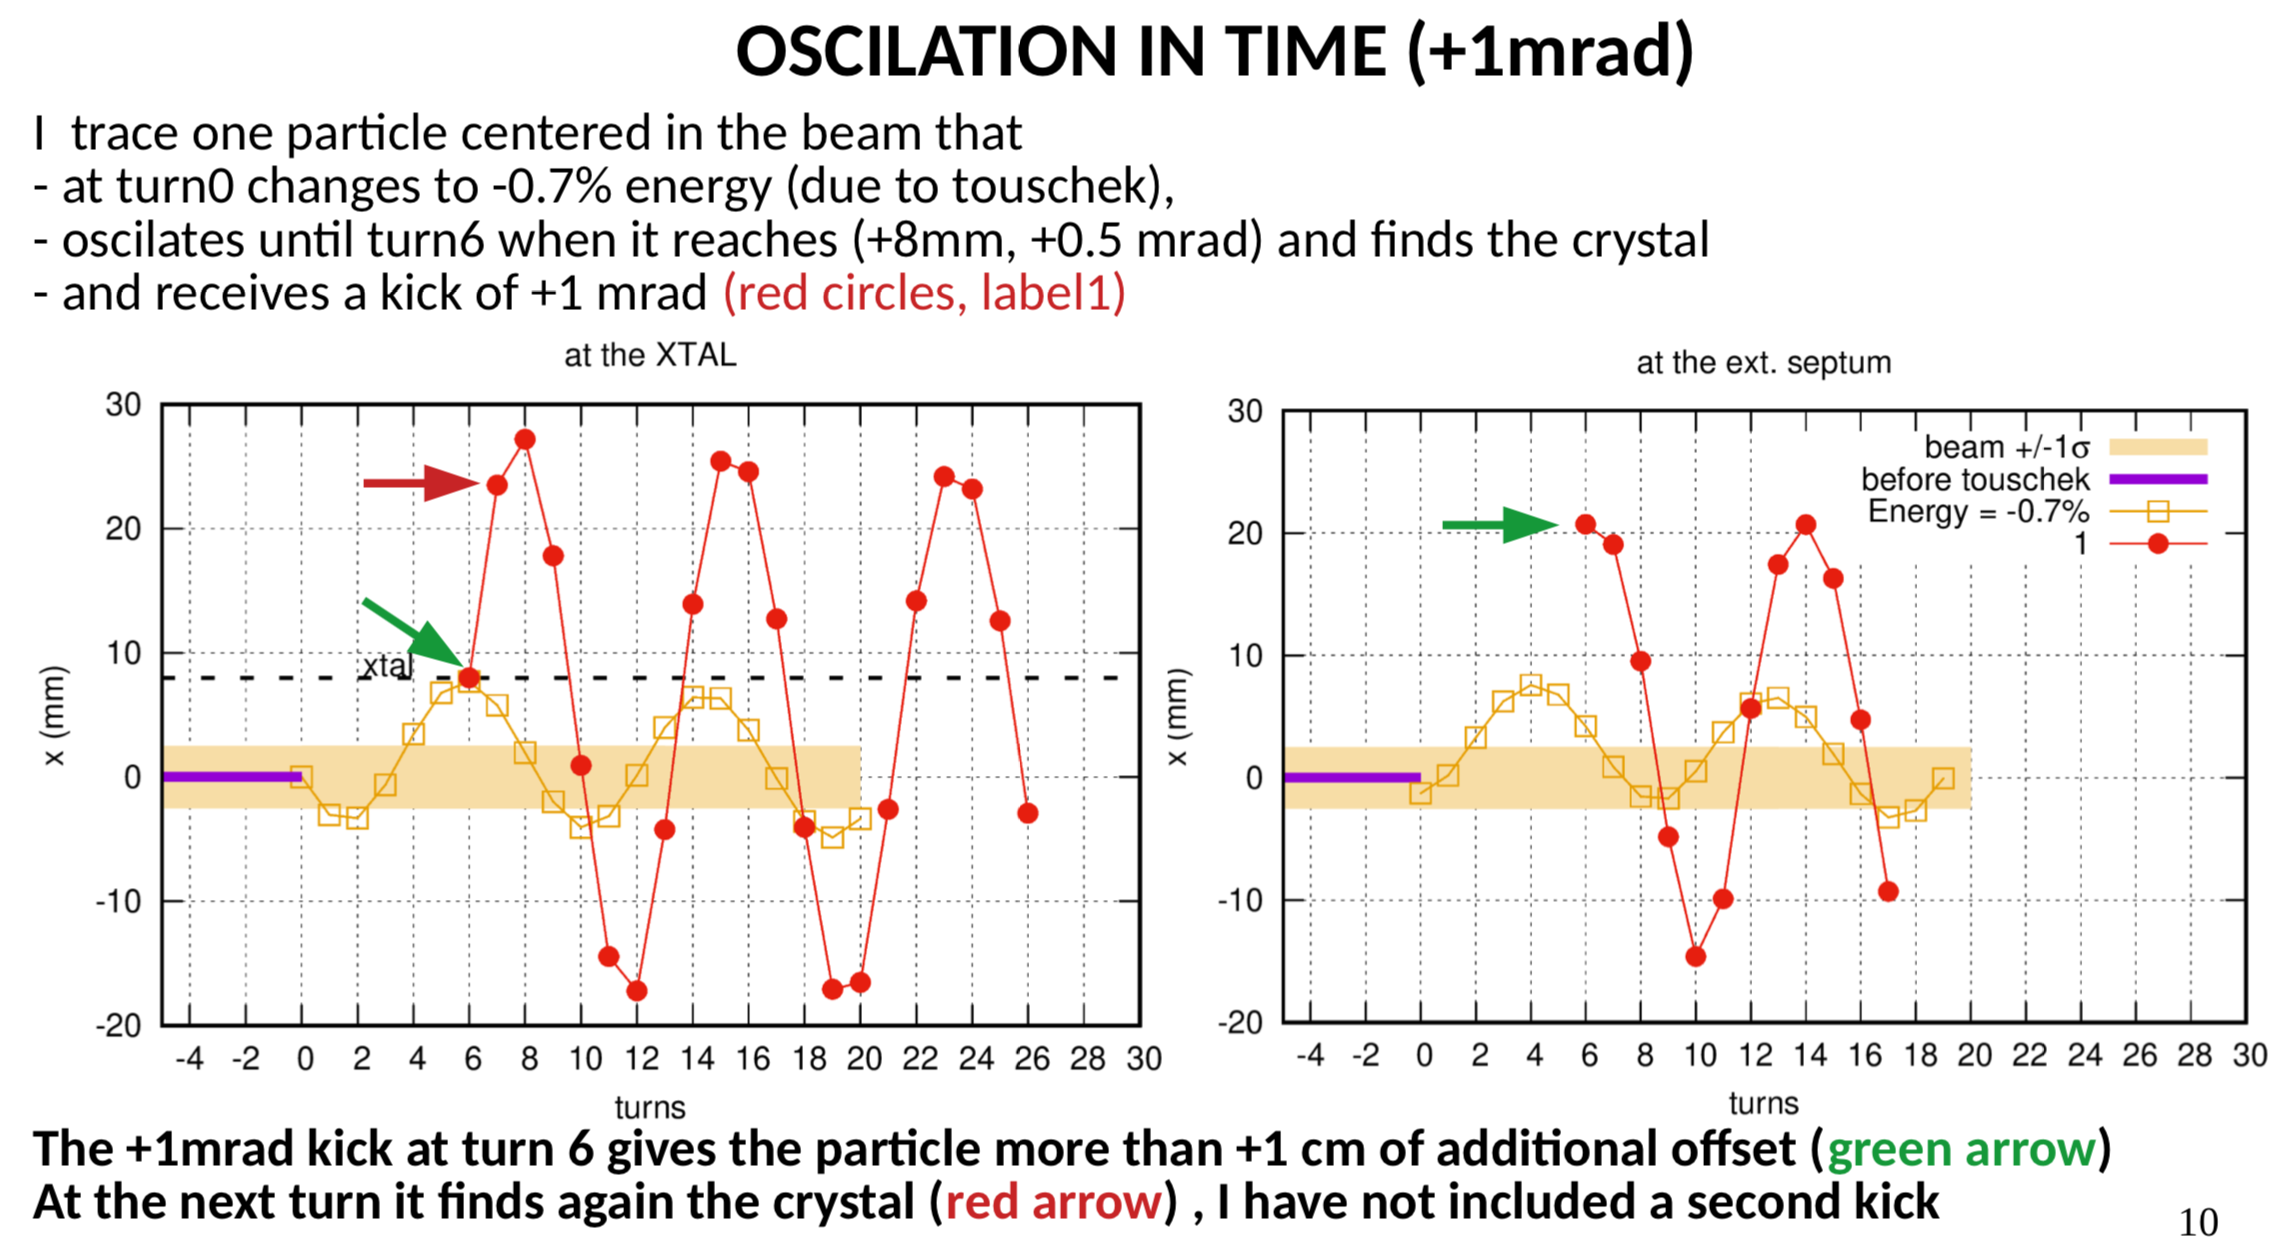 OSCILATION IN TIME (+1mrad)
I  trace one particle centered in the beam that
- at turn0 changes to -0.7% energy (due to touschek),
- oscilates until turn6 when it reaches (+8mm, +0.5 mrad) and finds the crystal
- and receives a kick of +1 mrad (red circles, label1)
at the XTAL
30
20
10
0
-10
-20
x (mm)
xtal
-4 -2 0 2 4 6 8 10 12 14 16 18 20 22 24 26 28 30
turns
at the ext. septum
30
20
10
0
-10
-20
x (mm)
beam +/-1σ
before touschek
Energy = -0.7%
1
-4 -2 0 2 4 6 8 10 12 14 16 18 20 22 24 26 28 30
turns
The +1mrad kick at turn 6 gives the particle more than +1 cm of additional offset (green arrow)
At the next turn it finds again the crystal (red arrow) , I have not included a second kick
10